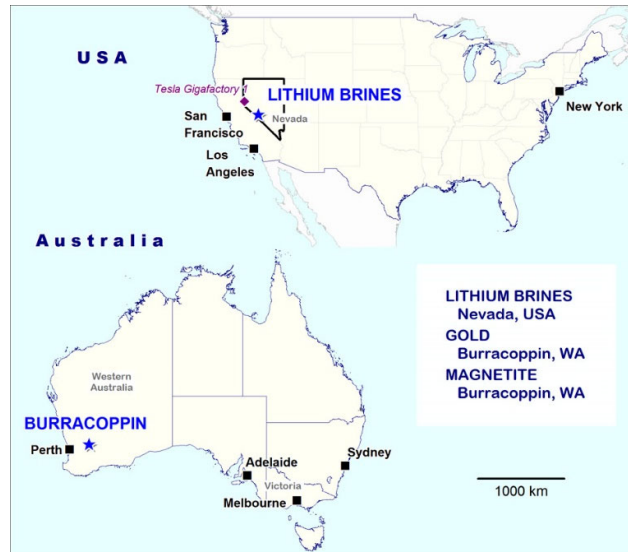 USA
Tesla Gigafactory 1
LITHIUM BRINES
Nevada
San
Francisco
Los
Angeles
New York
Australia
Western
Australia
BURRACOPPIN
Perth
Adelaide
Sydney
Victoria
Melbourne
LITHIUM BRINES
Nevada, USA
GOLD
Burracoppin, WA
MAGNETITE
Burracoppin, WA
1000 km